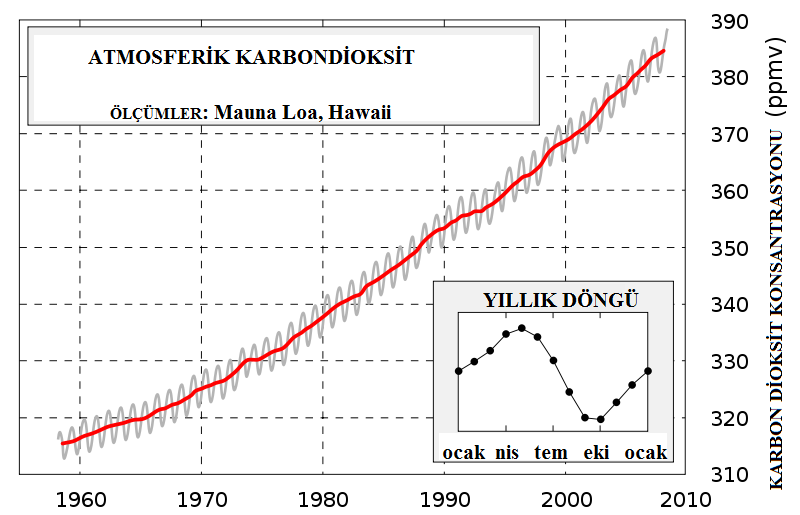 ATMOSFERİK KARBONDİOKSİT
ÖLÇÜMLER: Mauna Loa, Hawaii
390
380
370
360
350
340
330
320
310
KARBON DİOKSİT KONSANTRASYONU (ppmv)
YILLIK DÖNGÜ
ocak nis tem eki ocak
1960 1970 1980 1990 2000 2010